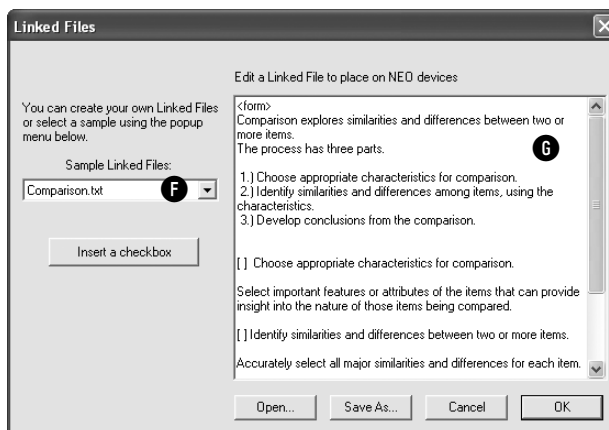 Linked Files
Edit a Linked File to place on NEO devices
You can create your own Linked Files
or select a sample using the popup
menu below.
Sample Linked Files:
Comparison.txt
F
Insert a checkbox
<form>
Comparison explores similarities and differences between two or
more items.
The process has three parts.
1.) Choose appropriate characteristics for comparison.
2.) Identify similarities and differences among items, using the
characteristics.
3.) Develop conclusions from the comparison.
G
[ ] Choose appropriate characteristics for comparison.
Select important features or attributes of the items that can provide
insight into the nature of those items being compared.
[ ] Identify similarities and differences between two or more items.
Accurately select all major similarities and differences for each item.
Open...
Save As...
Cancel
OK